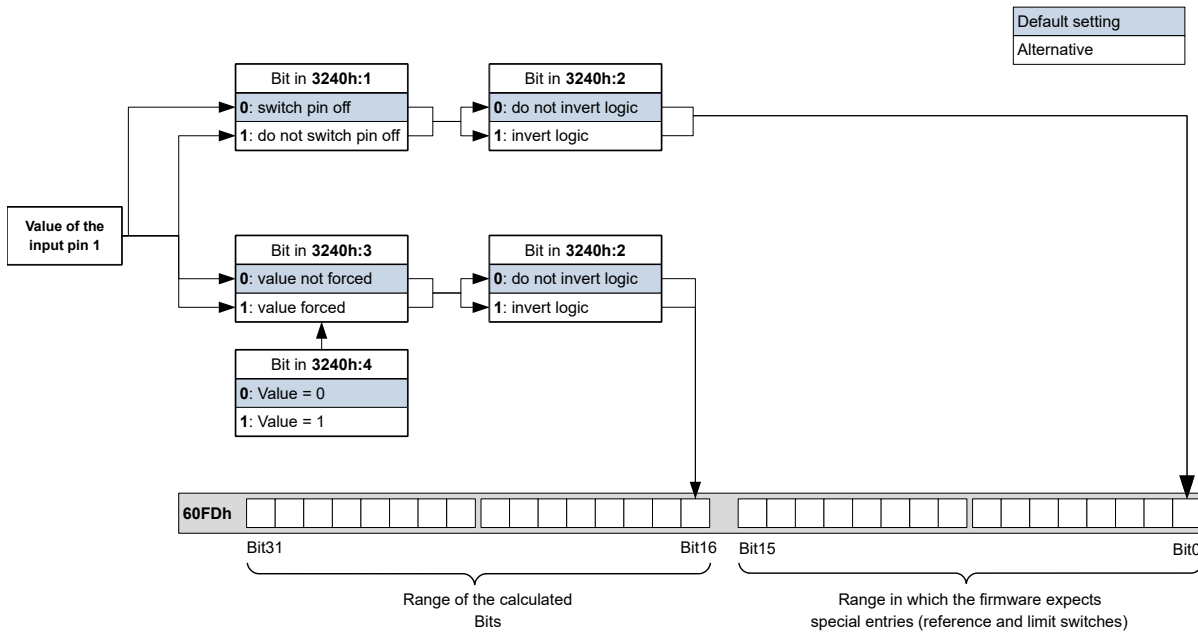 Default setting
Alternative
Bit in 3240h:1
0: switch pin off
1: do not switch pin off
Bit in 3240h:2
0: do not invert logic
1: invert logic
Value of the
input pin 1
Bit in 3240h:3
0: value not forced
1: value forced
Bit in 3240h:2
0: do not invert logic
1: invert logic
Bit in 3240h:4
0: Value = 0
1: Value = 1
60FDh
Bit31
Bit16
Bit15
Bit0
Range of the calculated
Bits
Range in which the firmware expects
special entries (reference and limit switches)